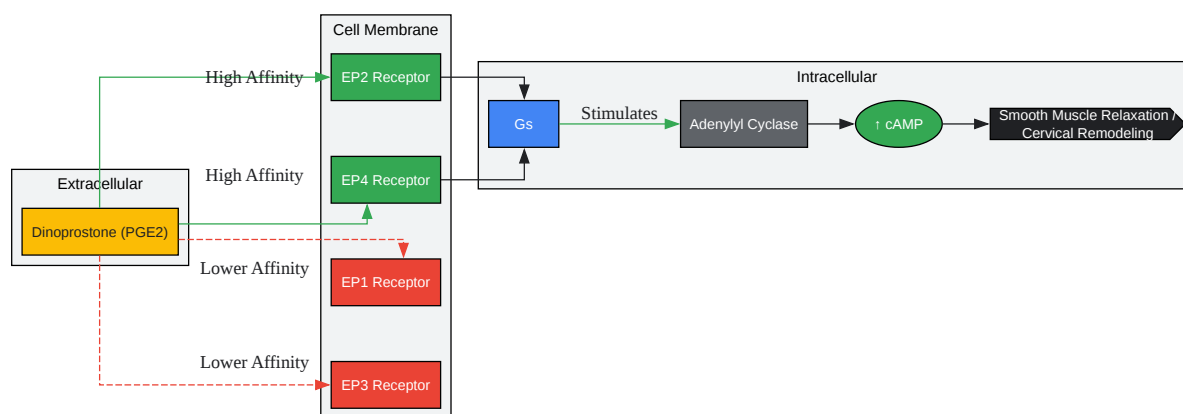 Cell Membrane
High Affinity
EP2 Receptor
Intracellular
Gs
Stimulates
Adenylyl Cyclase
↑ cAMP
Smooth Muscle Relaxation /
Cervical Remodeling
High Affinity
EP4 Receptor
Extracellular
Dinoprostone (PGE2)
Lower Affinity
EP1 Receptor
Lower Affinity
EP3 Receptor